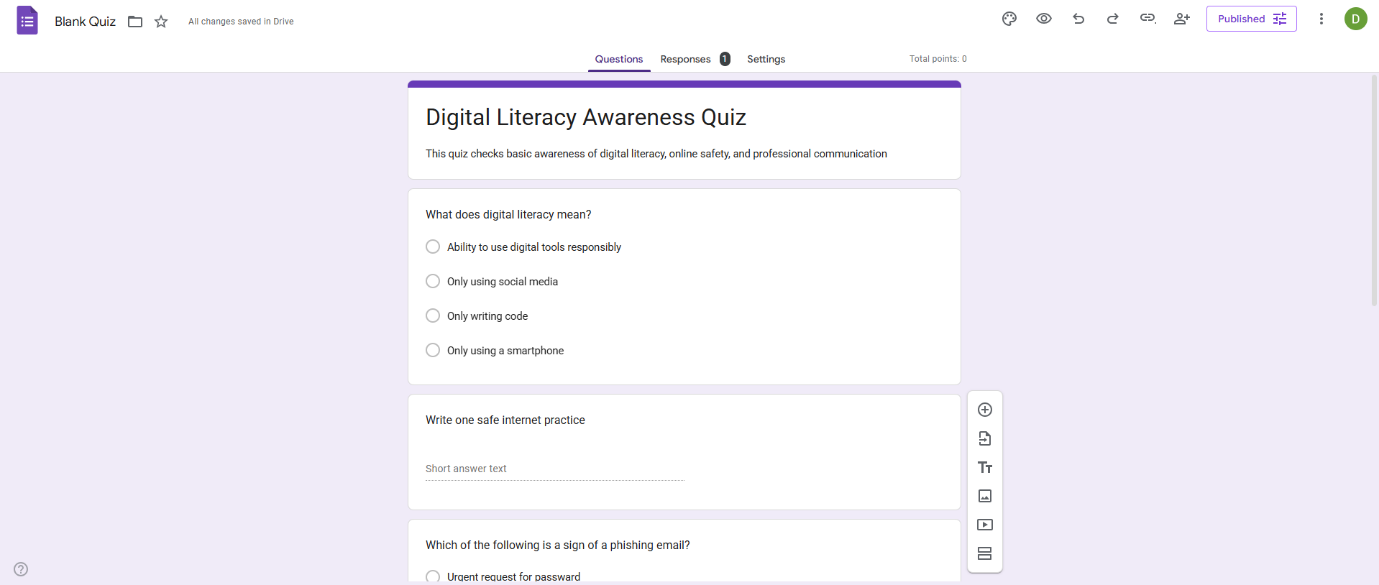 Blank Quiz
All changes saved in Drive
Published
D
Questions
Responses 1
Settings
Total points: 0
Digital Literacy Awareness Quiz
This quiz checks basic awareness of digital literacy, online safety, and professional communication
What does digital literacy mean?
Ability to use digital tools responsibly
Only using social media
Only writing code
Only using a smartphone
Write one safe internet practice
Short answer text
Which of the following is a sign of a phishing email?
Urgent request for password